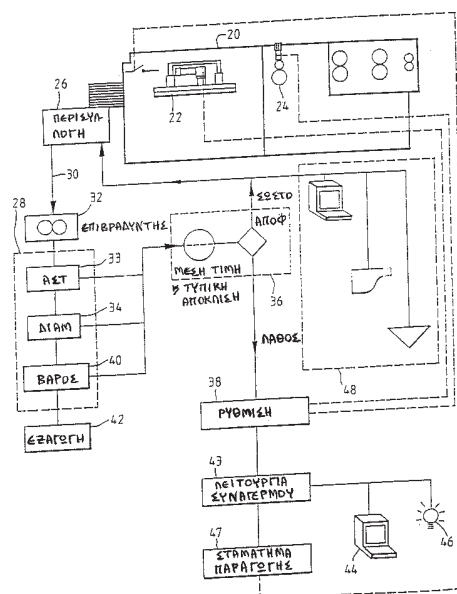 20
26
22
24
ΠΕΡΙΣΥΛ
ΛΟΓΗ
30
32
ΕΠΙΒΡΑΔΥΝΤΗΣ
28
33
ΑΣΤ
34
ΔΙΑΜ
40
ΒΑΡΟΣ
ΕΞΑΓΩΓΗ
42
ΣΩΣΤΟ
ΑΠΟΦ
ΜΕΣΗ ΤΙΜΗ
& ΤΥΠΙΚΗ
ΑΠΟΚΛΙΣΗ
36
ΛΑΘΟΣ
48
38
ΡΥΘΜΙΣΗ
43
ΛΕΙΤΟΥΡΓΙΑ
ΣΥΝΑΓΕΡΜΟΥ
47
ΣΤΑΜΑΤΗΜΑ
ΠΑΡΑΓΩΓΗΣ
44
46